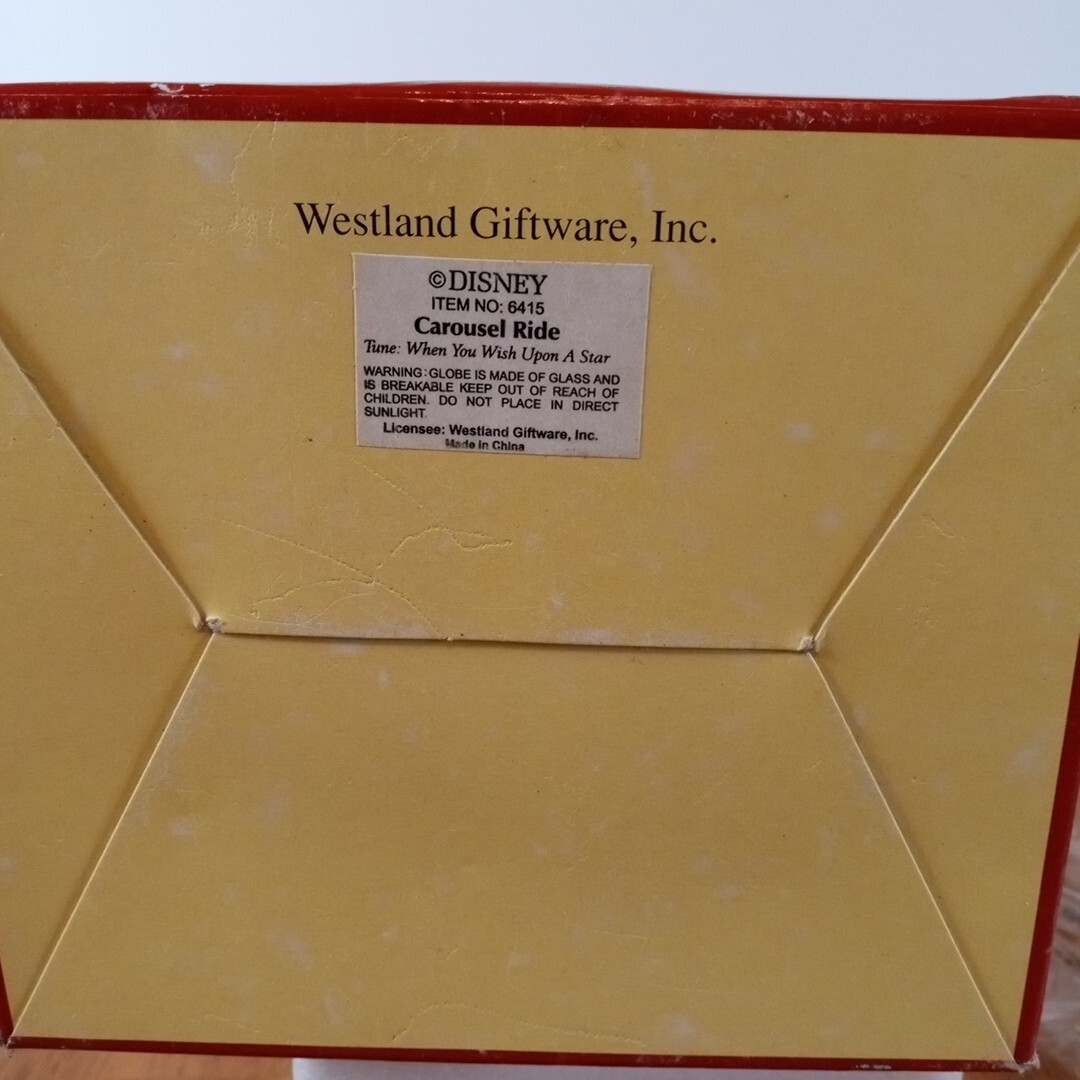 Westland Giftware, Inc.
©DISNEY
ITEM NO: 6415
Carousel Ride
Tune: When You Wish Upon A Star
WARNING: GLOBE IS MADE OF GLASS AND
IS BREAKABLE KEEP OUT OF REACH OF
CHILDREN. DO NOT PLACE IN DIRECT
SUNLIGHT.
Licensee: Westland Giftware, Inc.
Made in China